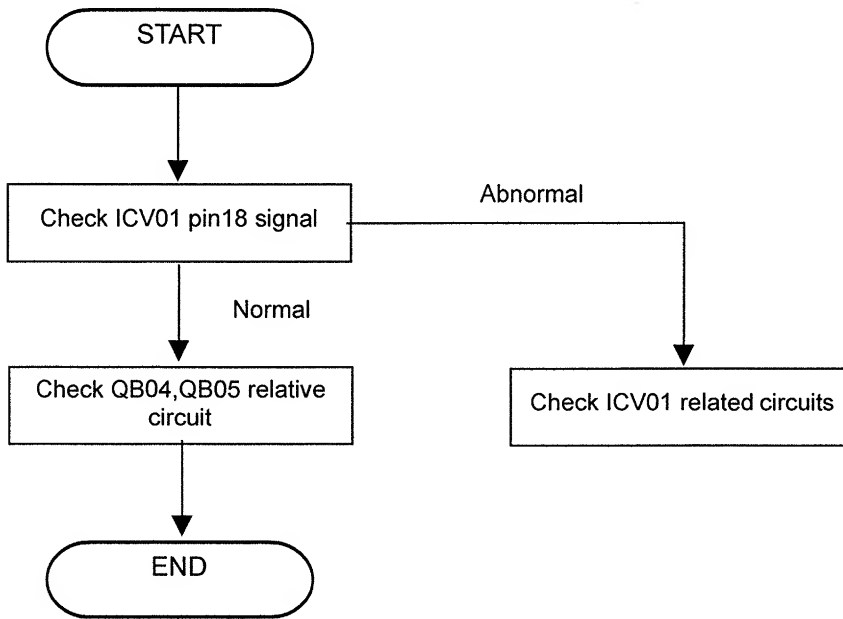 START
Check ICV01 pin18 signal
Abnormal
Normal
Check QB04,QB05 relative
circuit
Check ICV01 related circuits
END